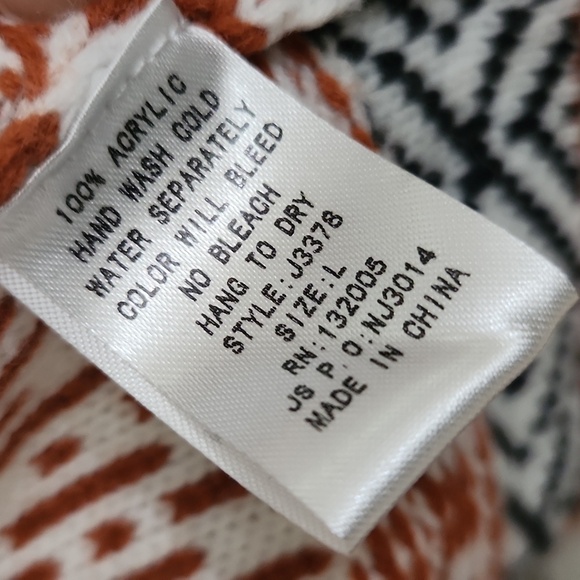 100% ACRYLIC
HAND WASH COLD
WATER SEPARATELY
COLOR WILL BLEED
NO BLEACH
HANG TO DRY
STYLE:J3378
SIZE:L
RN:132005
JS P.O:NJ3014
MADE IN CHINA